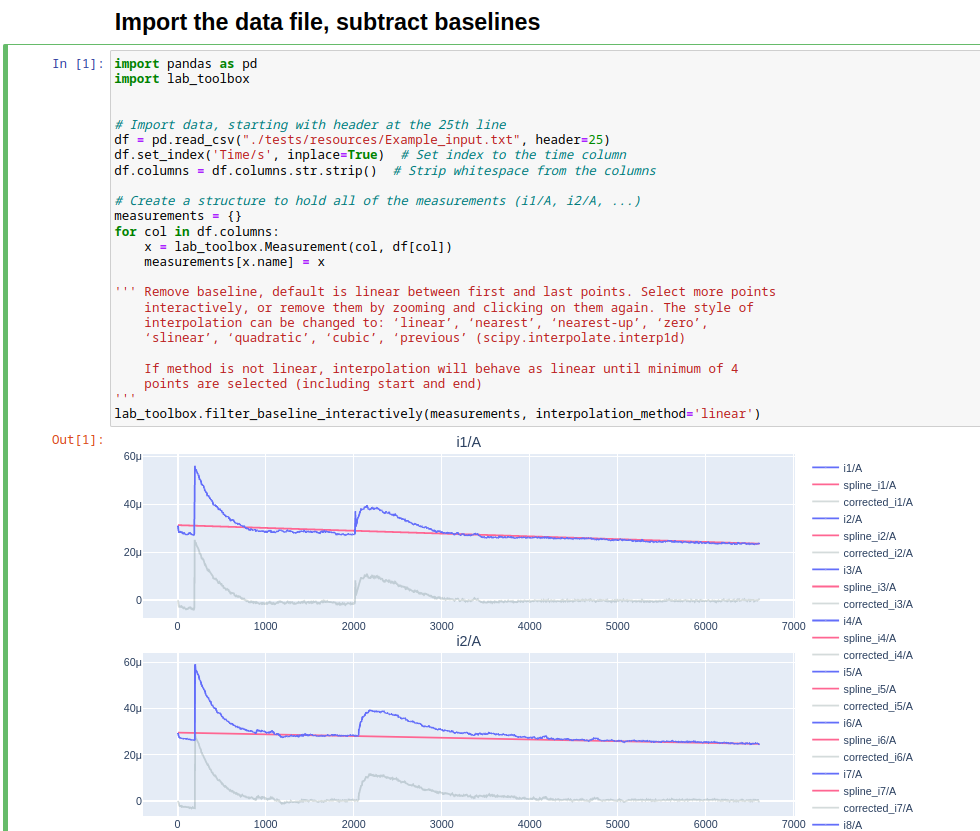 Import the data file, subtract baselines
In [1]:
import pandas as pd
import lab_toolbox
# Import data, starting with header at the 25th line
df = pd.read_csv("./tests/resources/Example_input.txt", header=25)
df.set_index('Time/s', inplace=True)  # Set index to the time column
df.columns = df.columns.str.strip()  # Strip whitespace from the columns
# Create a structure to hold all of the measurements (i1/A, i2/A, ...)
measurements = {}
for col in df.columns:
    x = lab_toolbox.Measurement(col, df[col])
    measurements[x.name] = x
''' Remove baseline, default is linear between first and last points. Select more points
    interactively, or remove them by zooming and clicking on them again. The style of
    interpolation can be changed to: ‘linear’, ‘nearest’, ‘nearest-up’, ‘zero’,
    ‘slinear’, ‘quadratic’, ‘cubic’, ‘previous’ (scipy.interpolate.interp1d)
    If method is not linear, interpolation will behave as linear until minimum of 4
    points are selected (including start and end)
'''
lab_toolbox.filter_baseline_interactively(measurements, interpolation_method='linear')
Out[1]:
i1/A
60μ
40μ
20μ
0
0 1000 2000 3000 4000 5000 6000 7000
i2/A
60μ
40μ
20μ
0
0 1000 2000 3000 4000 5000 6000 7000
i1/A
spline_i1/A
corrected_i1/A
i2/A
spline_i2/A
corrected_i2/A
i3/A
spline_i3/A
corrected_i3/A
i4/A
spline_i4/A
corrected_i4/A
i5/A
spline_i5/A
corrected_i5/A
i6/A
spline_i6/A
corrected_i6/A
i7/A
spline_i7/A
corrected_i7/A
i8/A